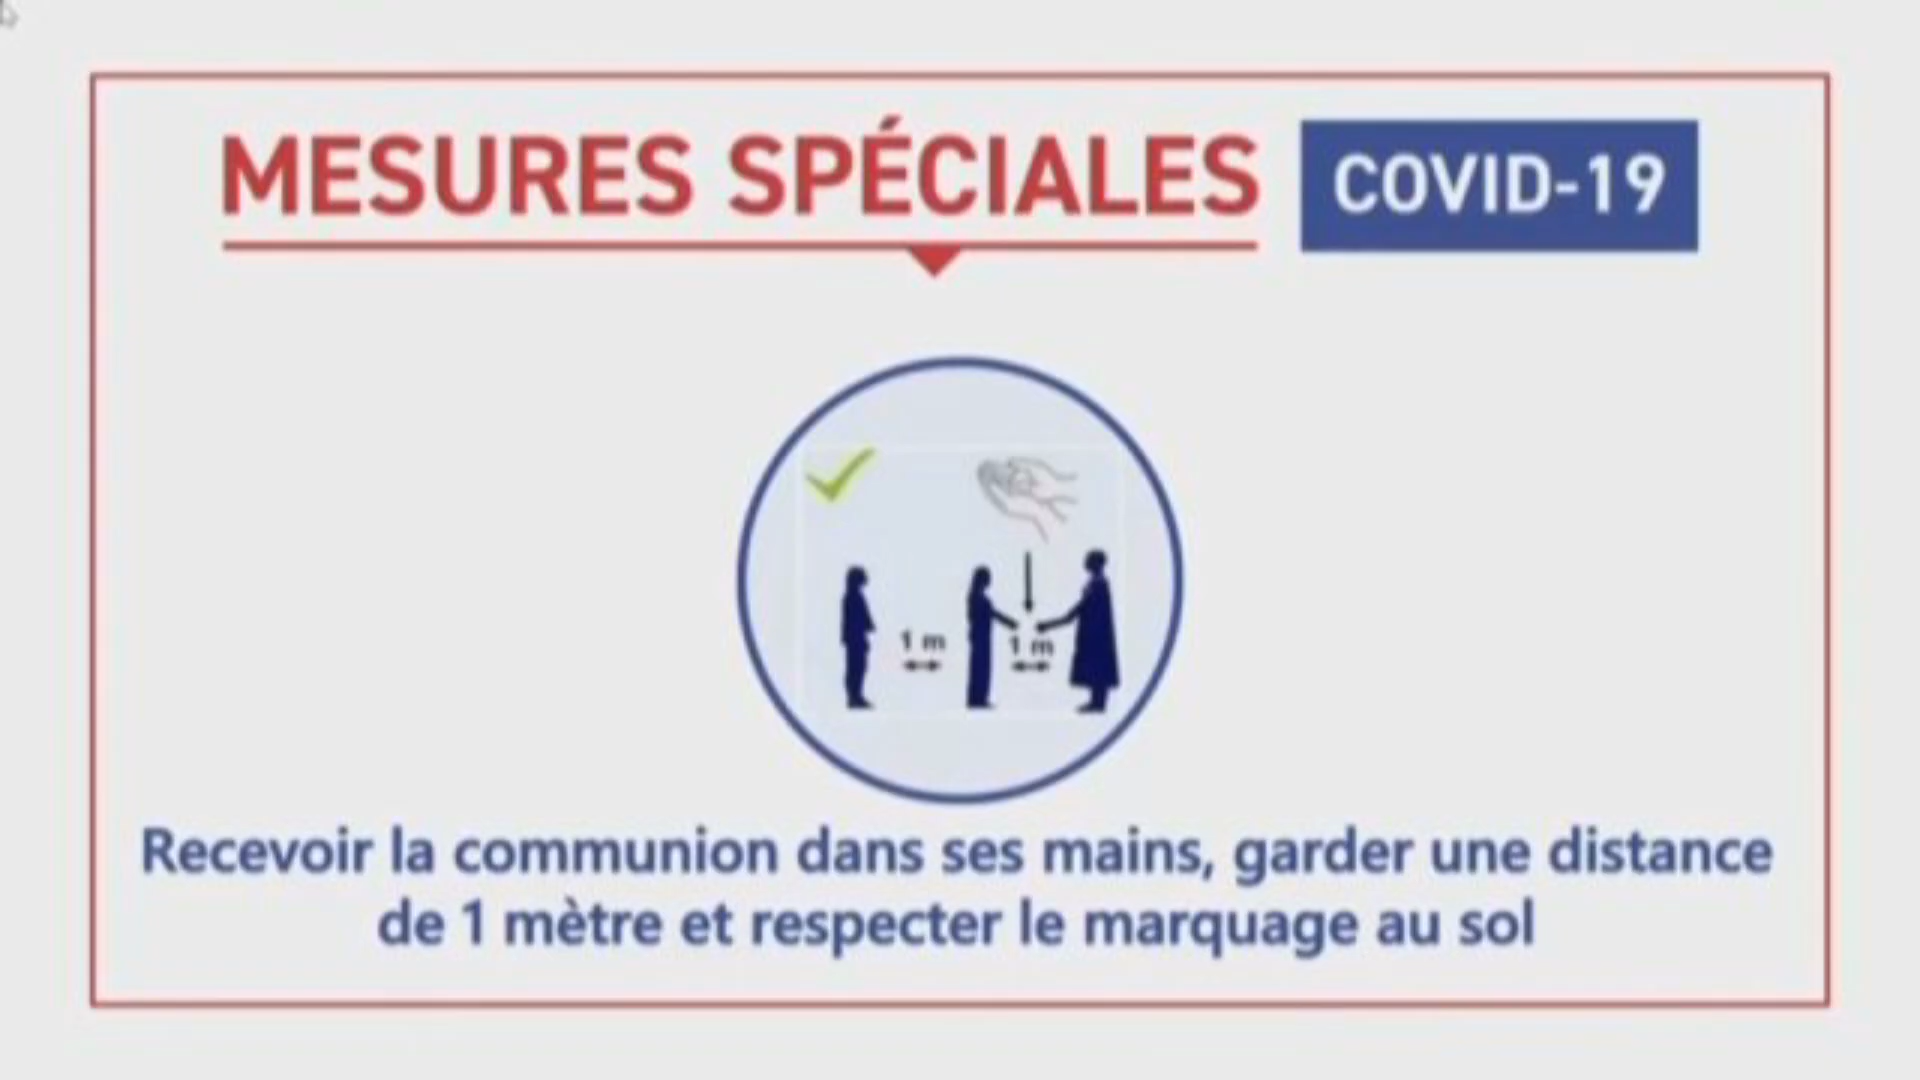 MESURES SPÉCIALES COVID-19
1 m 1 m
Recevoir la communion dans ses mains, garder une distance
de 1 mètre et respecter le marquage au sol